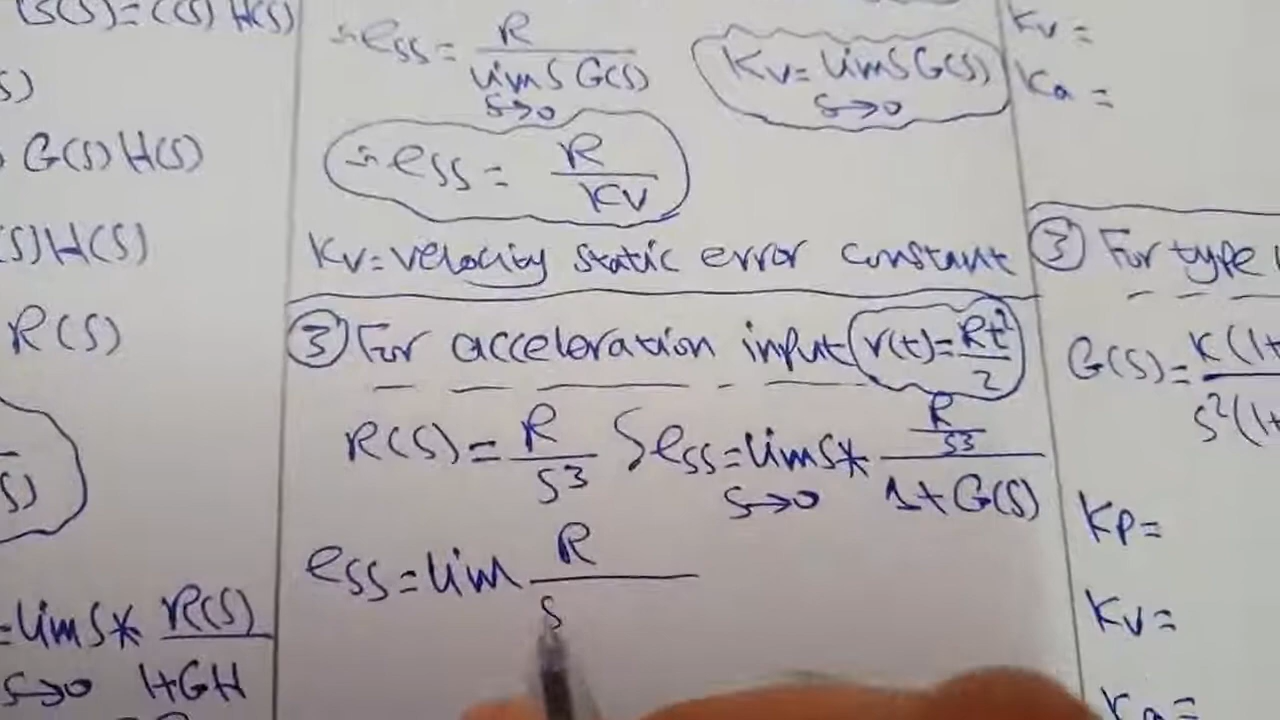 S(S)=C(S) H(S)
S)
G(S) H(S)
(S)H(S)
R(S)
S)
=lim S* R(S)/1+GH
S→0
∴ ess= R/lim S G(S)
S→0
Kv= lim S G(S)
S→0
∴ ess= R/Kv
Kv=velocity static error constant
③ For acceleration input r(t)=Rt²/2
R(S)= R/S3 ess=lim S* R/S3/1+G(S)
S→0
ess=lim R/S
Kv=
Ka=
③ For type
G(S)= K(1+/S²(1+
KP=
Kv=
Ka=